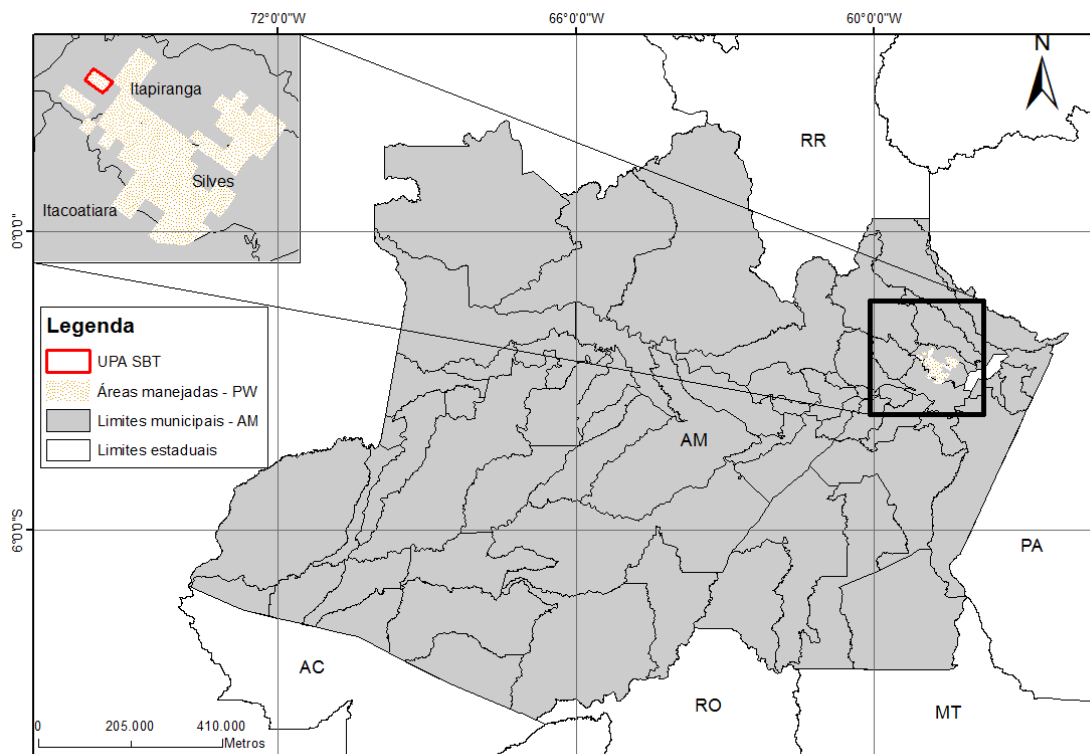 72°0'0"W
66°0'0"W
60°0'0"W
N
Itapiranga
Silves
Itacoatiara
RR
0°0'0"
Legenda
UPA SBT
Áreas manejadas - PW
Limites municipais - AM
Limites estaduais
AM
6°0'0"S
PA
AC
RO
MT
0 205.000 410.000
Metros